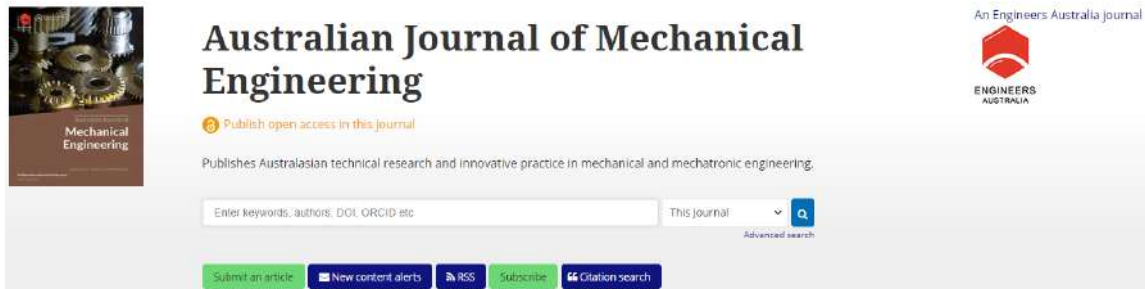 An Engineers Australia journal
Australian Journal of Mechanical
Engineering
ENGINEERS
AUSTRALIA
Publish open access in this journal
Mechanical
Engineering
Publishes Australasian technical research and innovative practice in mechanical and mechatronic engineering.
Enter keywords, authors, DOI, ORCID etc
This journal
Advanced search
Submit an article
New content alerts
RSS
Subscribe
Citation search